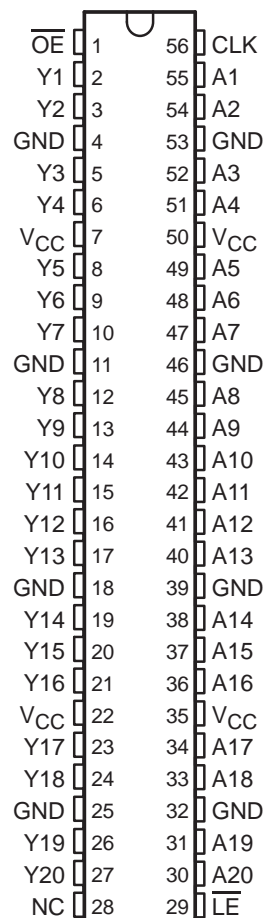 O̅E̅ 1 56 CLK
Y1 2 55 A1
Y2 3 54 A2
GND 4 53 GND
Y3 5 52 A3
Y4 6 51 A4
VCC 7 50 VCC
Y5 8 49 A5
Y6 9 48 A6
Y7 10 47 A7
GND 11 46 GND
Y8 12 45 A8
Y9 13 44 A9
Y10 14 43 A10
Y11 15 42 A11
Y12 16 41 A12
Y13 17 40 A13
GND 18 39 GND
Y14 19 38 A14
Y15 20 37 A15
Y16 21 36 A16
VCC 22 35 VCC
Y17 23 34 A17
Y18 24 33 A18
GND 25 32 GND
Y19 26 31 A19
Y20 27 30 A20
NC 28 29 L̅E̅